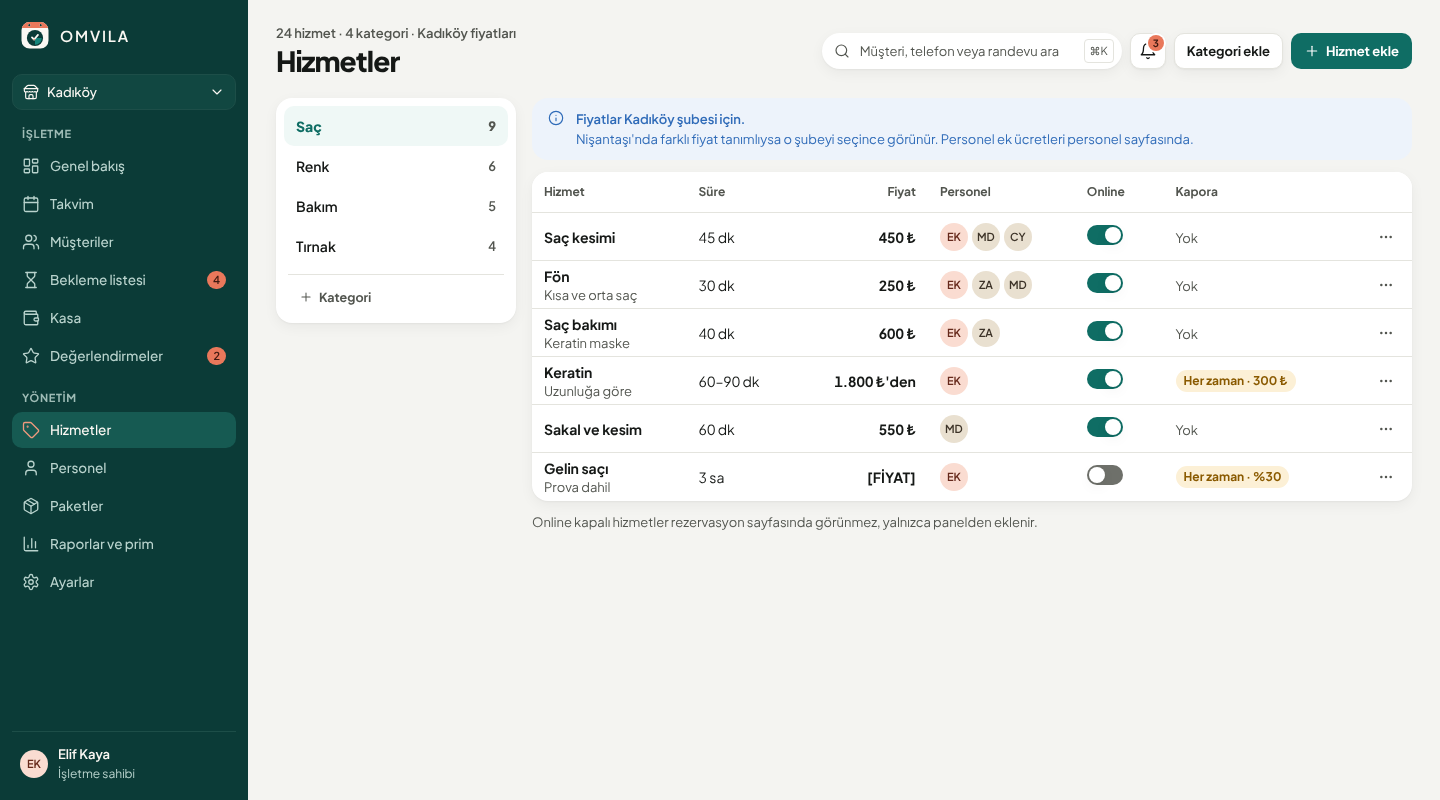 OMVILA
Kadıköy
İŞLETME
Genel bakış
Takvim
Müşteriler
Bekleme listesi 4
Kasa
Değerlendirmeler 2
YÖNETİM
Hizmetler
Personel
Paketler
Raporlar ve prim
Ayarlar
EK Elif Kaya
İşletme sahibi
24 hizmet · 4 kategori · Kadıköy fiyatları
Hizmetler
Müşteri, telefon veya randevu ara ⌘K
3
Kategori ekle
+ Hizmet ekle
Saç 9
Renk 6
Bakım 5
Tırnak 4
+ Kategori
Fiyatlar Kadıköy şubesi için.
Nişantaşı'nda farklı fiyat tanımlıysa o şubeyi seçince görünür. Personel ek ücretleri personel sayfasında.
Hizmet Süre Fiyat Personel Online Kapora
Saç kesimi 45 dk 450 ₺ EK MD CY Yok ···
Fön 30 dk 250 ₺ EK ZA MD Yok ···
Kısa ve orta saç
Saç bakımı 40 dk 600 ₺ EK ZA Yok ···
Keratin maske
Keratin 60–90 dk 1.800 ₺'den EK Her zaman · 300 ₺ ···
Uzunluğa göre
Sakal ve kesim 60 dk 550 ₺ MD Yok ···
Gelin saçı 3 sa [FİYAT] EK Her zaman · %30 ···
Prova dahil
Online kapalı hizmetler rezervasyon sayfasında görünmez, yalnızca panelden eklenir.